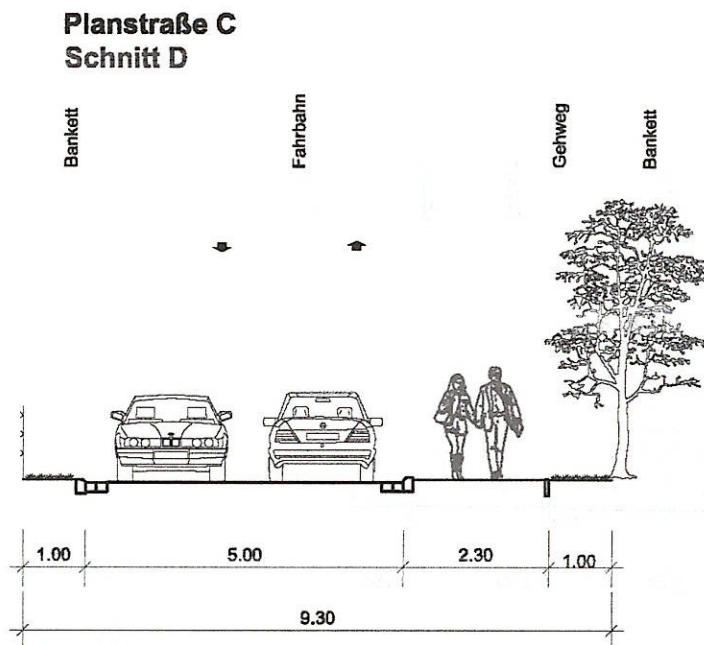 Planstraße C
Schnitt D
Bankett
Fahrbahn
Gehweg
Bankett
1.00
5.00
2.30
1.00
9.30